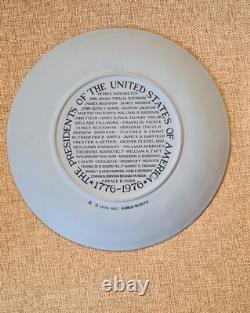 THE PRESIDENTS OF THE UNITED STATES OF AMERICA
★ 1776-1976 ★
GEORGE WASHINGTON
JOHN ADAMS THOMAS JEFFERSON
JAMES MADISON JAMES MONROE
JOHN QUINCY ADAMS ANDREW JACKSON
MARTIN VAN BUREN WILLIAM H. HARRISON
JOHN TYLER JAMES K. POLK ZACHARY TAYLOR
MILLARD FILLMORE FRANKLIN PIERCE
JAMES BUCHANAN ABRAHAM LINCOLN
ANDREW JOHNSON ULYSSES S. GRANT
RUTHERFORD B. HAYES JAMES A. GARFIELD
CHESTER A. ARTHUR GROVER CLEVELAND
BENJAMIN HARRISON WILLIAM
THEODORE ROOSEVELT WILLIAM H. TAFT
WOODROW WILSON WARREN G. HARDING
CALVIN COOLIDGE HERBERT HOOVER
FRANKLIN D. ROOSEVELT HARRY S. TRUMAN
DWIGHT D. EISENHOWER JOHN F. KENNEDY
LYNDON B. JOHNSON RICHARD M. NIXON
GERALD R. FORD